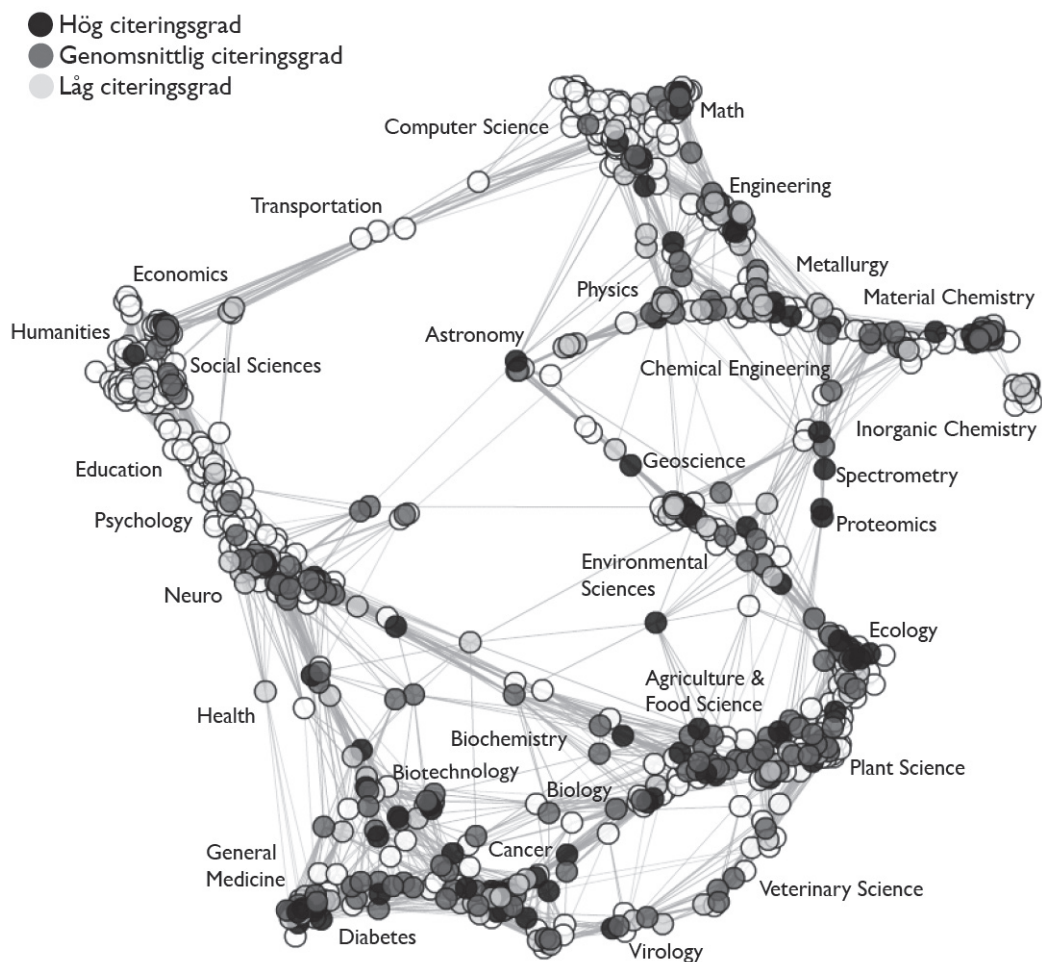 Hög citeringsgrad
Genomsnittlig citeringsgrad
Låg citeringsgrad
Math
Computer Science
Engineering
Transportation
Metallurgy
Economics
Physics
Material Chemistry
Humanities
Astronomy
Social Sciences
Chemical Engineering
Inorganic Chemistry
Education
Geoscience
Spectrometry
Psychology
Proteomics
Environmental
Sciences
Neuro
Ecology
Agriculture &
Food Science
Health
Biochemistry
Plant Science
Biotechnology
Biology
General
Medicine
Cancer
Veterinary Science
Diabetes
Virology